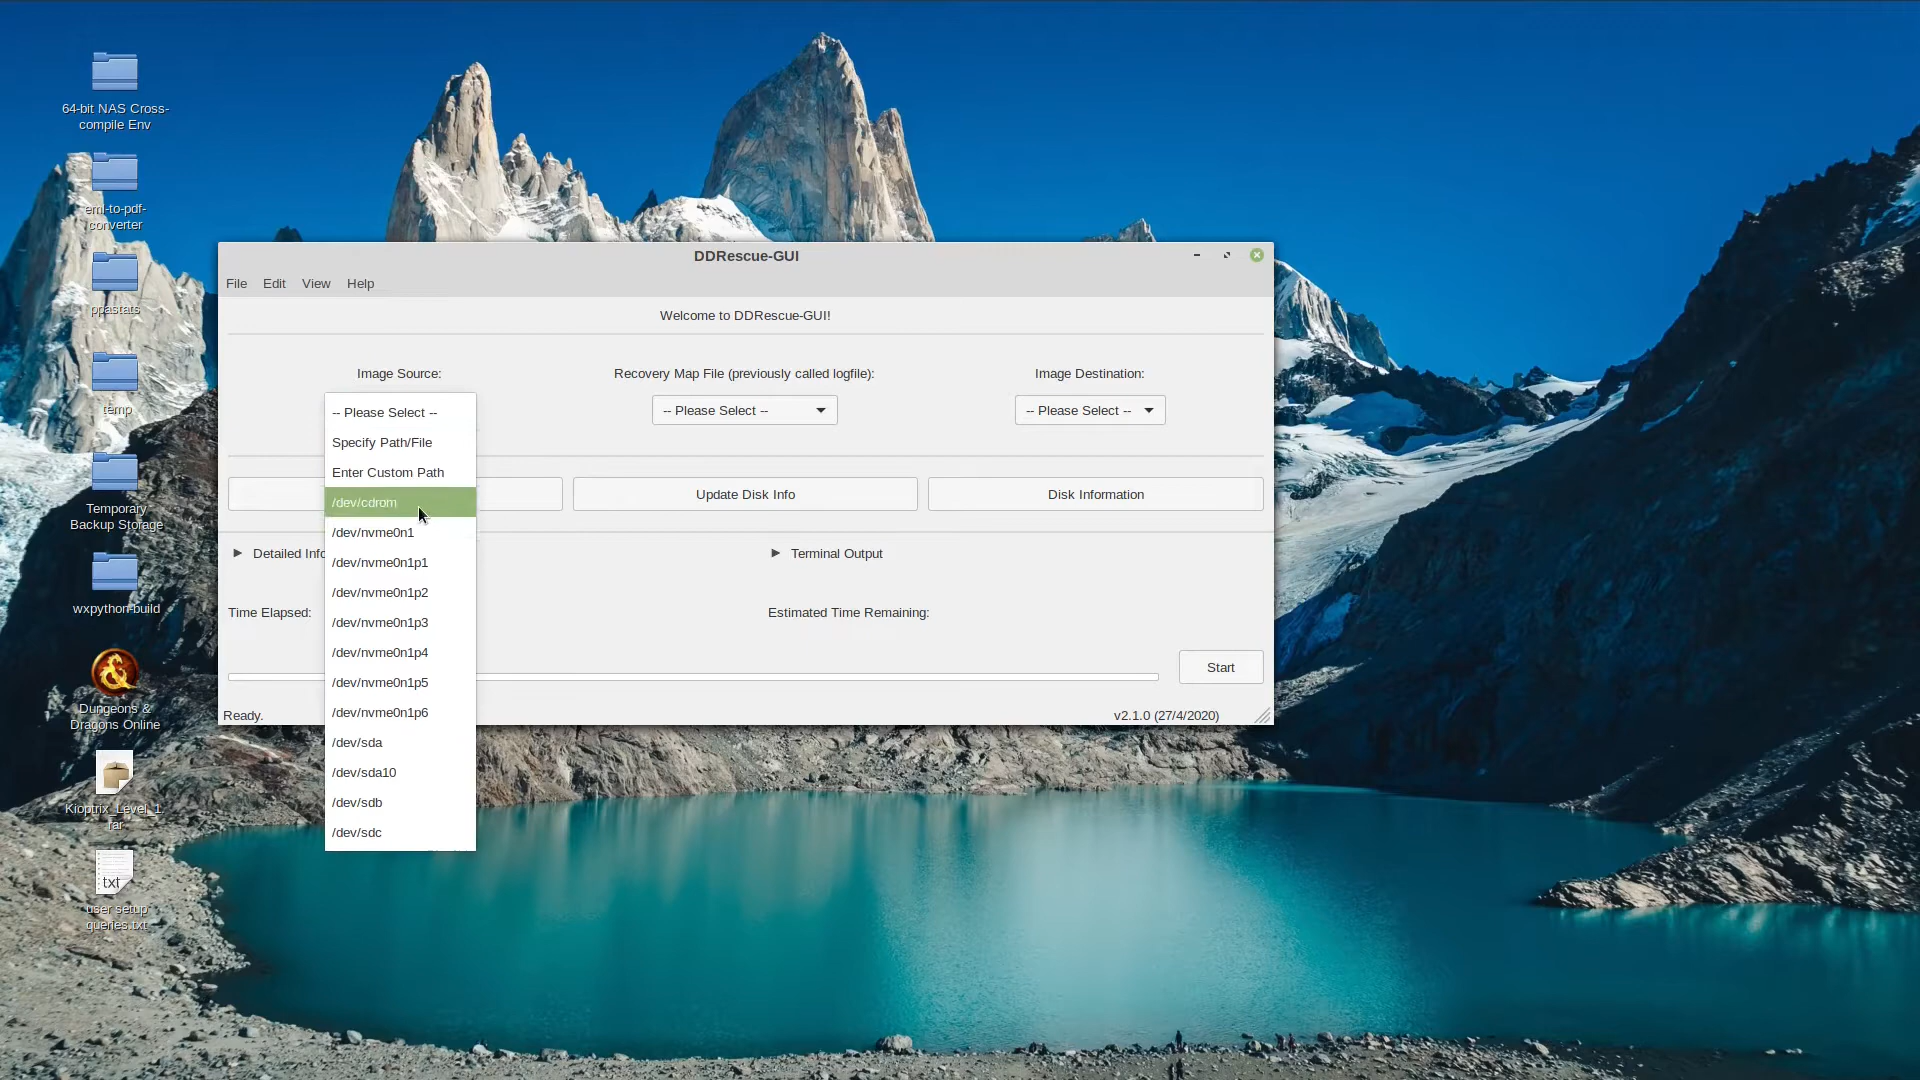 64-bit NAS Cross-
compile Env
eml-to-pdf-
converter
ppastats
temp
Temporary
Backup Storage
wxpython-build
Dungeons &
Dragons Online
Kioptrix_Level_1.
rar
txt
user setup
queries.txt
DDRescue-GUI
File Edit View Help
Welcome to DDRescue-GUI!
Image Source:
Recovery Map File (previously called logfile):
Image Destination:
-- Please Select --
-- Please Select --
-- Please Select --
Specify Path/File
Enter Custom Path
/dev/cdrom
/dev/nvme0n1
/dev/nvme0n1p1
/dev/nvme0n1p2
/dev/nvme0n1p3
/dev/nvme0n1p4
/dev/nvme0n1p5
/dev/nvme0n1p6
/dev/sda
/dev/sda10
/dev/sdb
/dev/sdc
Update Disk Info
Disk Information
Detailed Info
Terminal Output
Time Elapsed:
Estimated Time Remaining:
Start
Ready.
v2.1.0 (27/4/2020)